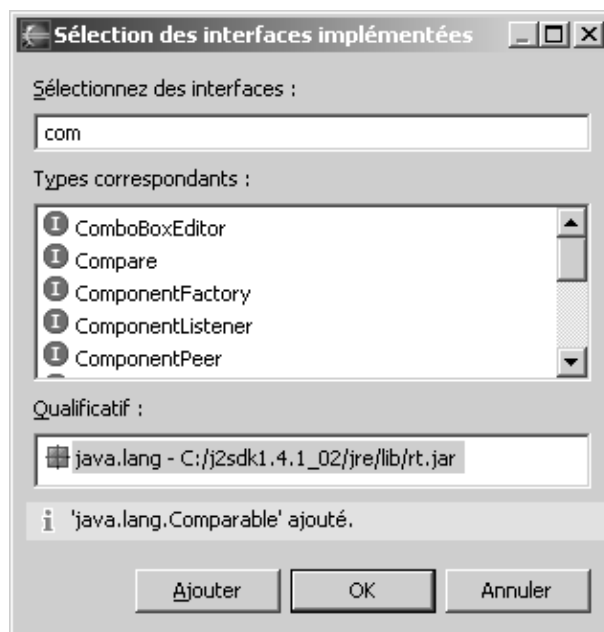 Sélection des interfaces implémentées
Sélectionnez des interfaces :
com
Types correspondants :
ComboBoxEditor
Compare
ComponentFactory
ComponentListener
ComponentPeer
Qualificatif :
java.lang - C:/j2sdk1.4.1_02/jre/lib/rt.jar
'java.lang.Comparable' ajouté.
Ajouter OK Annuler